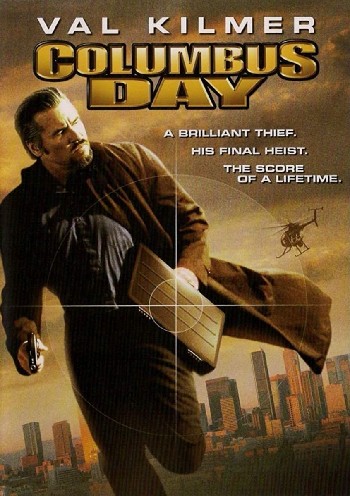 VAL KILMER
COLUMBUS
DAY
A BRILLIANT THIEF.
HIS FINAL HEIST.
THE SCORE
OF A LIFETIME.